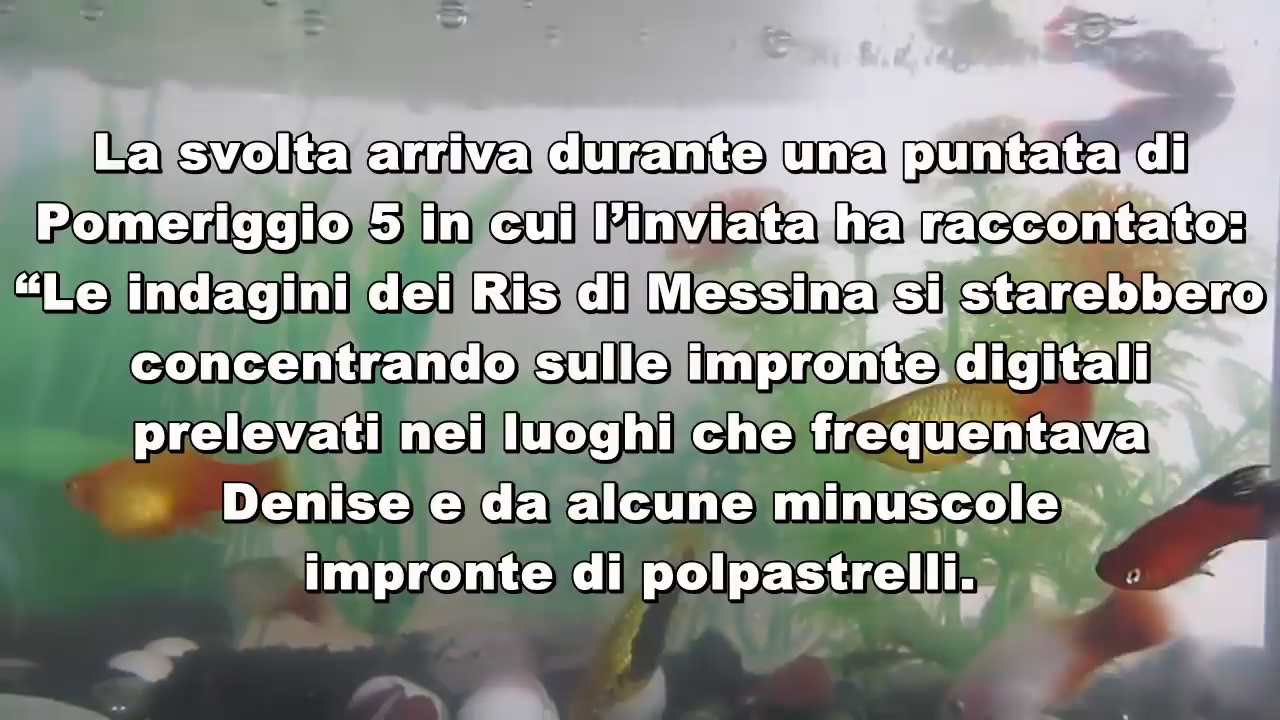 La svolta arriva durante una puntata di
Pomeriggio 5 in cui l’inviata ha raccontato:
“Le indagini dei Ris di Messina si starebbero
concentrando sulle impronte digitali
prelevati nei luoghi che frequentava
Denise e da alcune minuscole
impronte di polpastrelli.